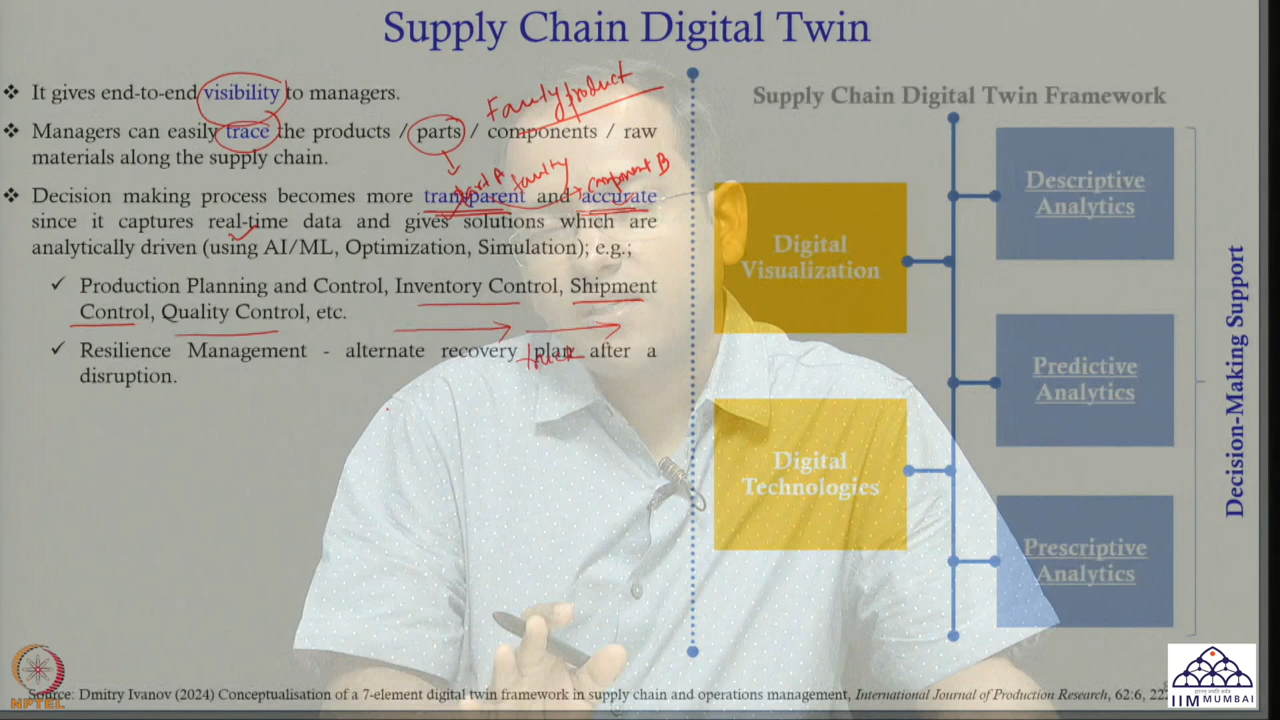 Supply Chain Digital Twin
❖ It gives end-to-end visibility to managers.
❖ Managers can easily trace the products / parts / components / raw
materials along the supply chain.
❖ Decision making process becomes more transparent and accurate
since it captures real-time data and gives solutions which are
analytically driven (using AI/ML, Optimization, Simulation); e.g.;
✓ Production Planning and Control, Inventory Control, Shipment
Control, Quality Control, etc.
✓ Resilience Management - alternate recovery plan after a
disruption.
product
faulty
component B
truck
Supply Chain Digital Twin Framework
Digital
Visualization
Digital
Technologies
Descriptive
Analytics
Predictive
Analytics
Prescriptive
Analytics
Decision-Making Support
Source: Dmitry Ivanov (2024) Conceptualisation of a 7-element digital twin framework in supply chain and operations management, International Journal of Production Research, 62:6,
NPTEL
IIM MUMBAI